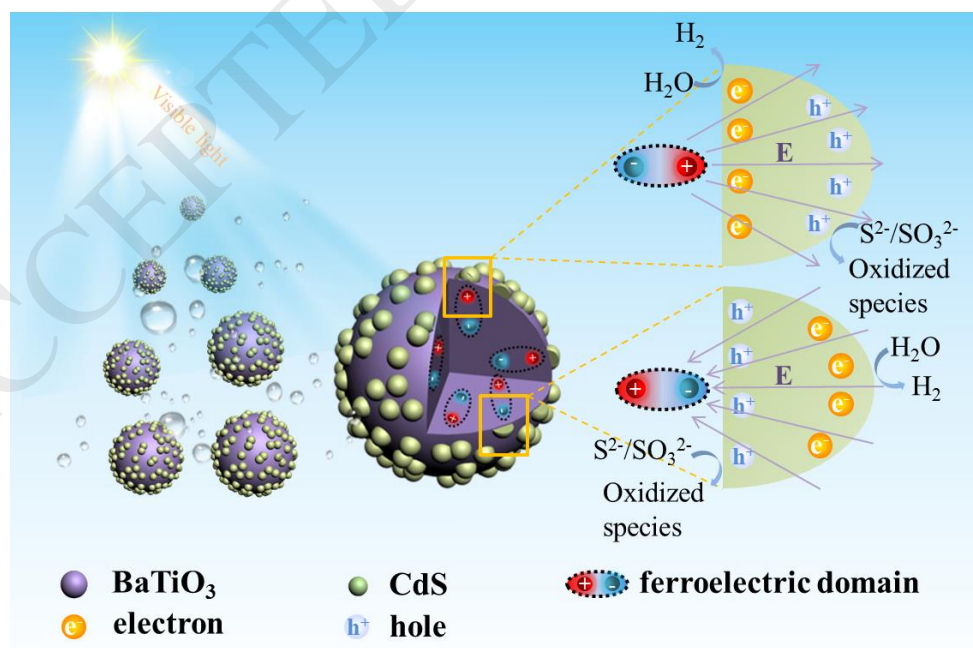 CCEPTE
Visible light
H₂
H₂O
e⁻
h⁺
e⁻
h⁺
- +
E
e⁻
h⁺
e⁻
h⁺
S²⁻/SO₃²⁻
Oxidized
species
+
-
+
-
+
+
-
-
+
h⁺
e⁻
h⁺
e⁻
H₂O
+ -
E
H₂
h⁺
e⁻
S²⁻/SO₃²⁻
h⁺
e⁻
Oxidized
species
BaTiO₃
CdS
+ - ferroelectric domain
e⁻ electron
h⁺ hole